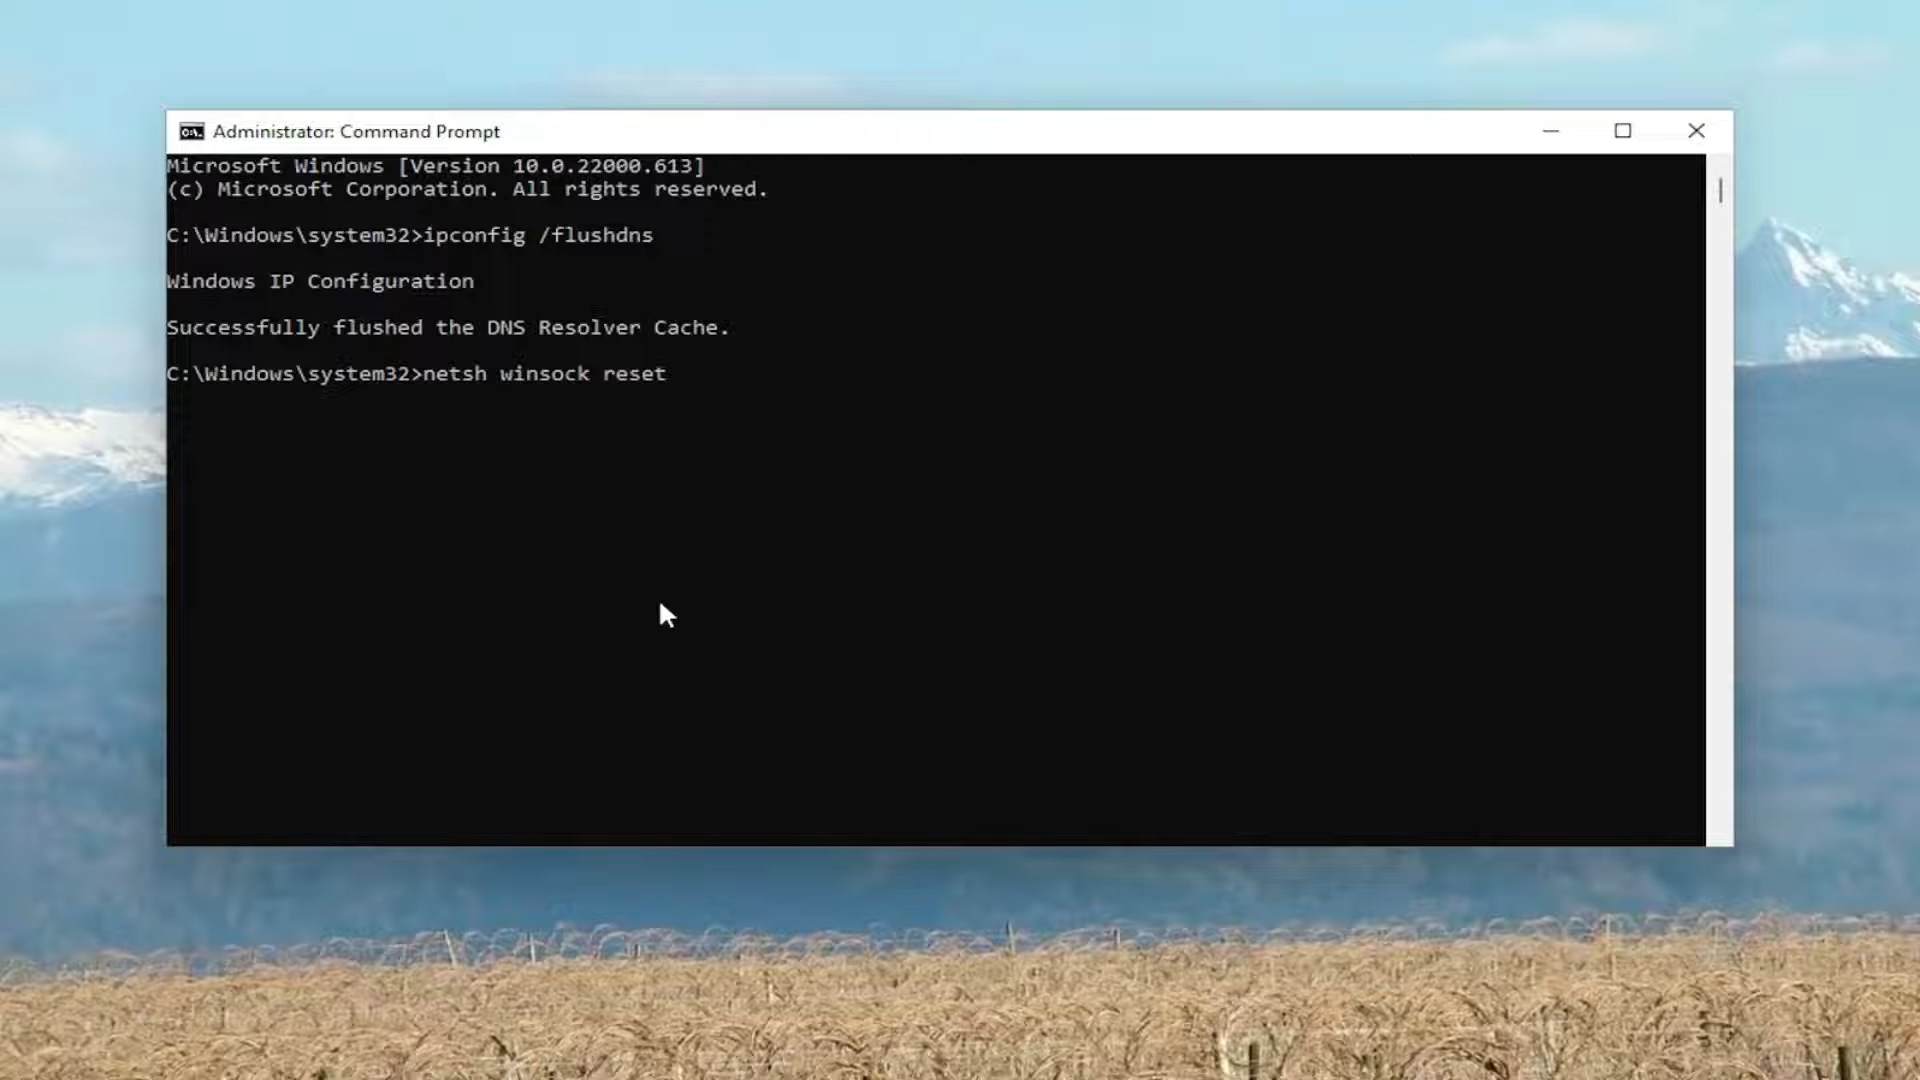 Administrator: Command Prompt
Microsoft Windows [Version 10.0.22000.613]
(c) Microsoft Corporation. All rights reserved.
C:\Windows\system32>ipconfig /flushdns
Windows IP Configuration
Successfully flushed the DNS Resolver Cache.
C:\Windows\system32>netsh winsock reset